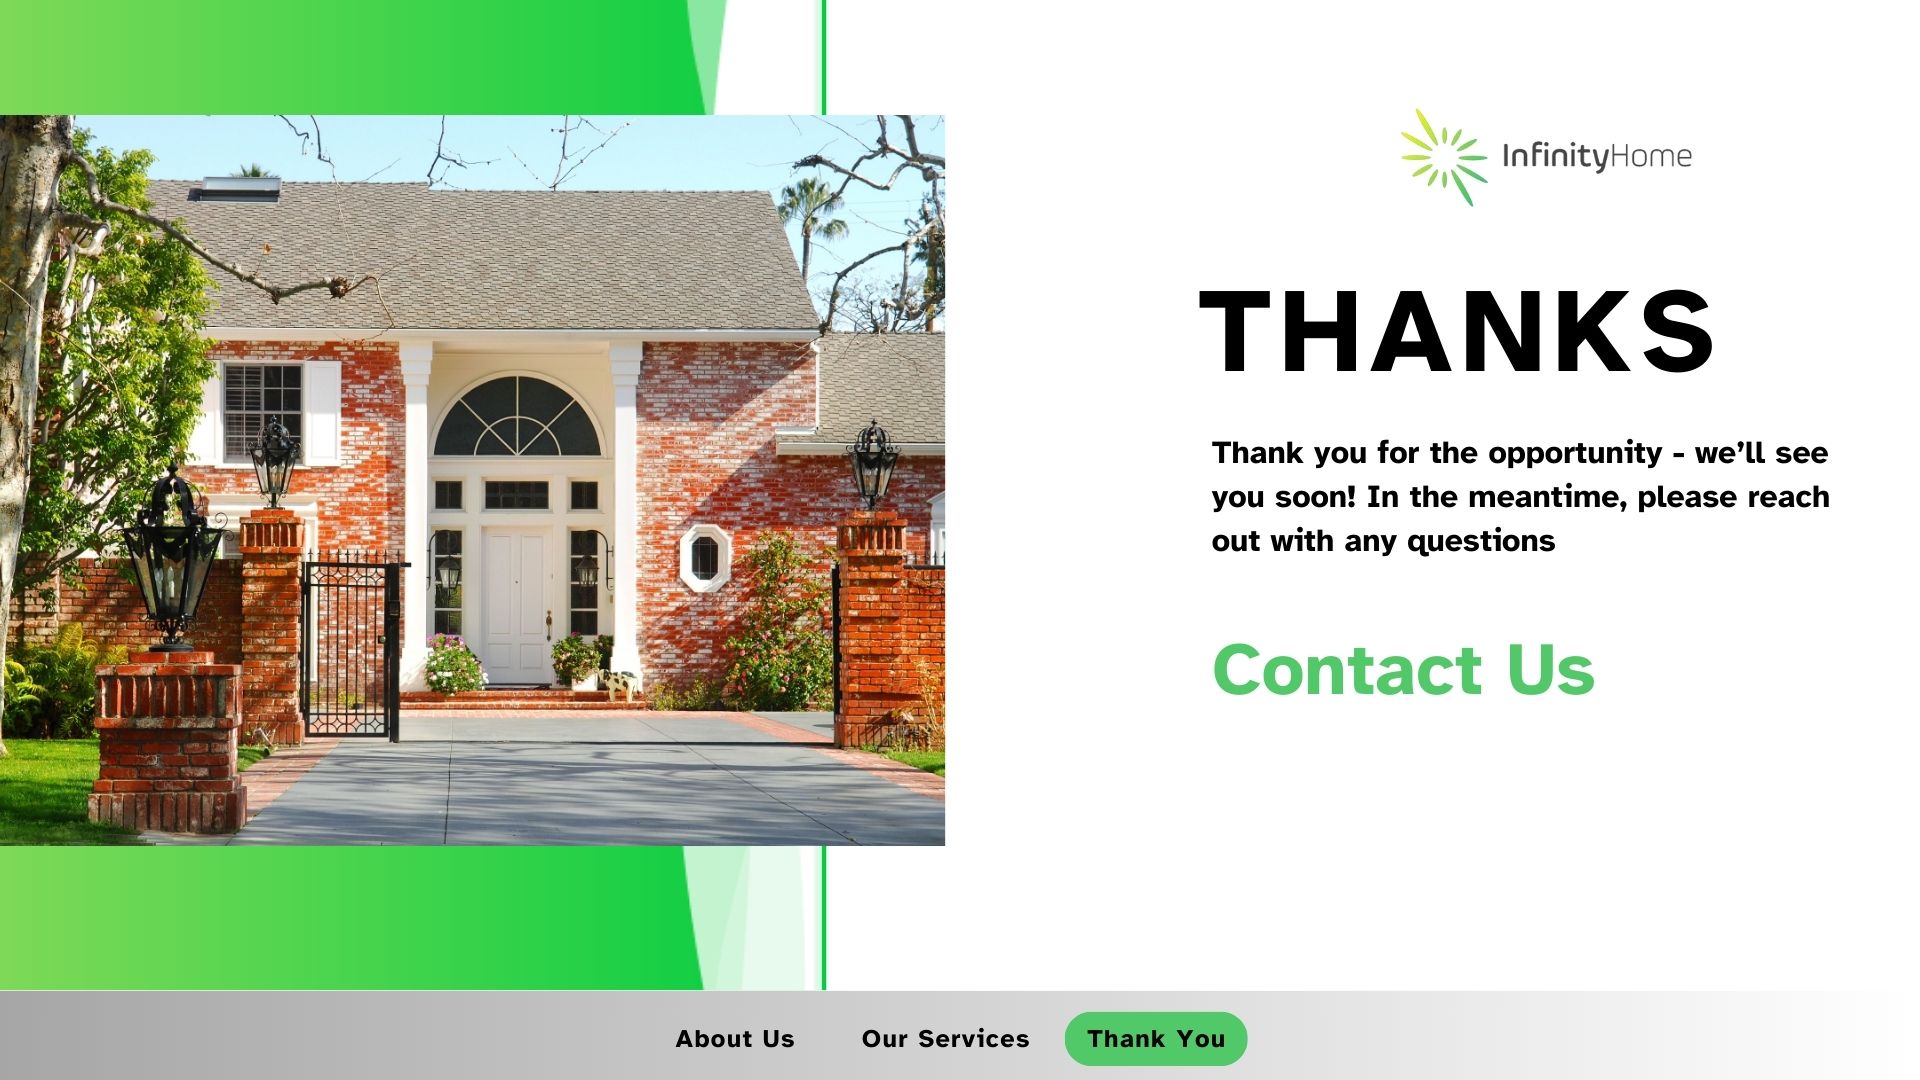 InfinityHome
THANKS
Thank you for the opportunity - we’ll see
you soon! In the meantime, please reach
out with any questions
Contact Us
About Us
Our Services
Thank You